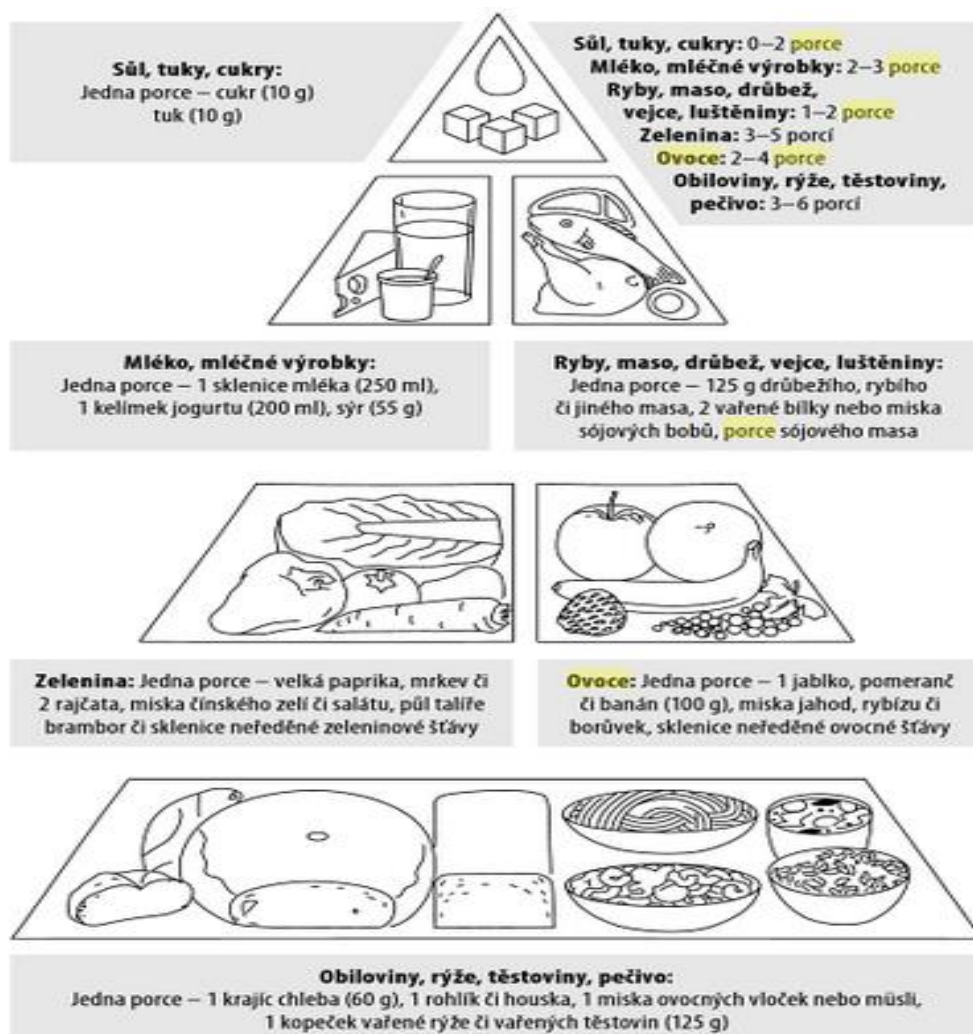 Sůl, tuky, cukry:
Jedna porce – cukr (10 g)
tuk (10 g)
Sůl, tuky, cukry: 0–2 porce
Mléko, mléčné výrobky: 2–3 porce
Ryby, maso, drůbež,
vejce, luštěniny: 1–2 porce
Zelenina: 3–5 porcí
Ovoce: 2–4 porce
Obiloviny, rýže, těstoviny,
pečivo: 3–6 porcí
Mléko, mléčné výrobky:
Jedna porce – 1 sklenice mléka (250 ml),
1 kelímek jogurtu (200 ml), sýr (55 g)
Ryby, maso, drůbež, vejce, luštěniny:
Jedna porce – 125 g drůbežího, rybího
či jiného masa, 2 vařené bílky nebo miska
sójových bobů, porce sójového masa
Zelenina: Jedna porce – velká paprika, mrkev či
2 rajčata, miska čínského zelí či salátu, půl talíře
brambor či sklenice neředěné zeleninové šťávy
Ovoce: Jedna porce – 1 jablko, pomeranč
či banán (100 g), miska jahod, rybízu či
borůvek, sklenice neředěné ovocné šťávy
Obiloviny, rýže, těstoviny, pečivo:
Jedna porce – 1 krajíc chleba (60 g), 1 rohlík či houska, 1 miska ovocných vloček nebo müsli,
1 kopeček vařené rýže či vařených těstovin (125 g)